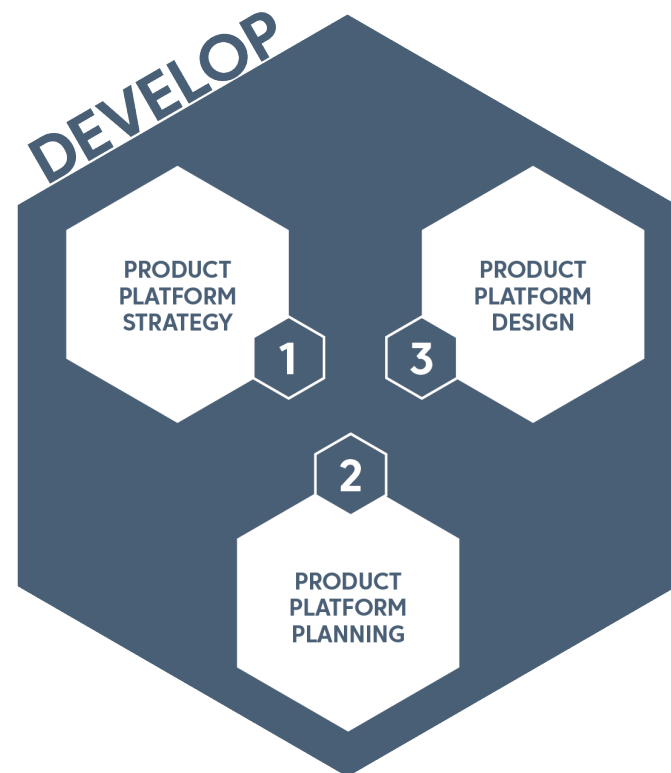 DEVELOP
PRODUCT
PLATFORM
STRATEGY
1
2
PRODUCT
PLATFORM
PLANNING
3
PRODUCT
PLATFORM
DESIGN